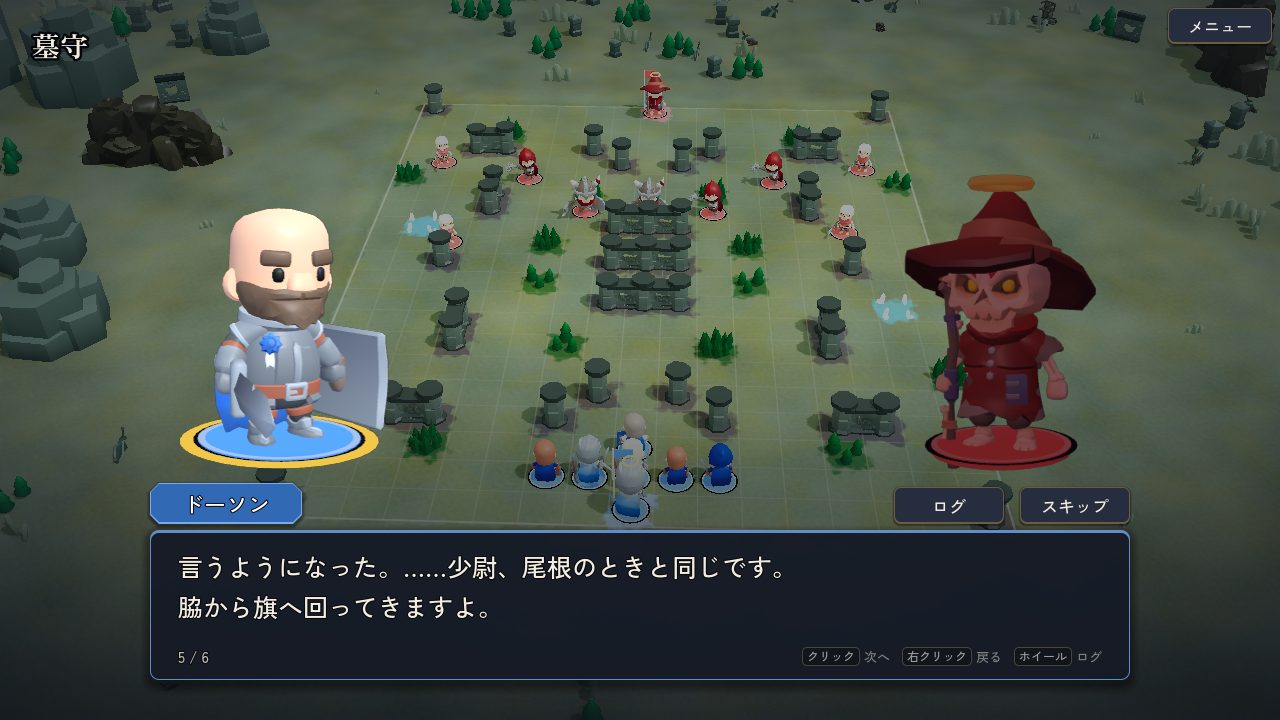 墓守
メニュー
ドーソン
ログ
スキップ
言うようになった。……少尉、尾根のときと同じです。
脇から旗へ回ってきますよ。
5 / 6
クリック 次へ 右クリック 戻る ホイール ログ